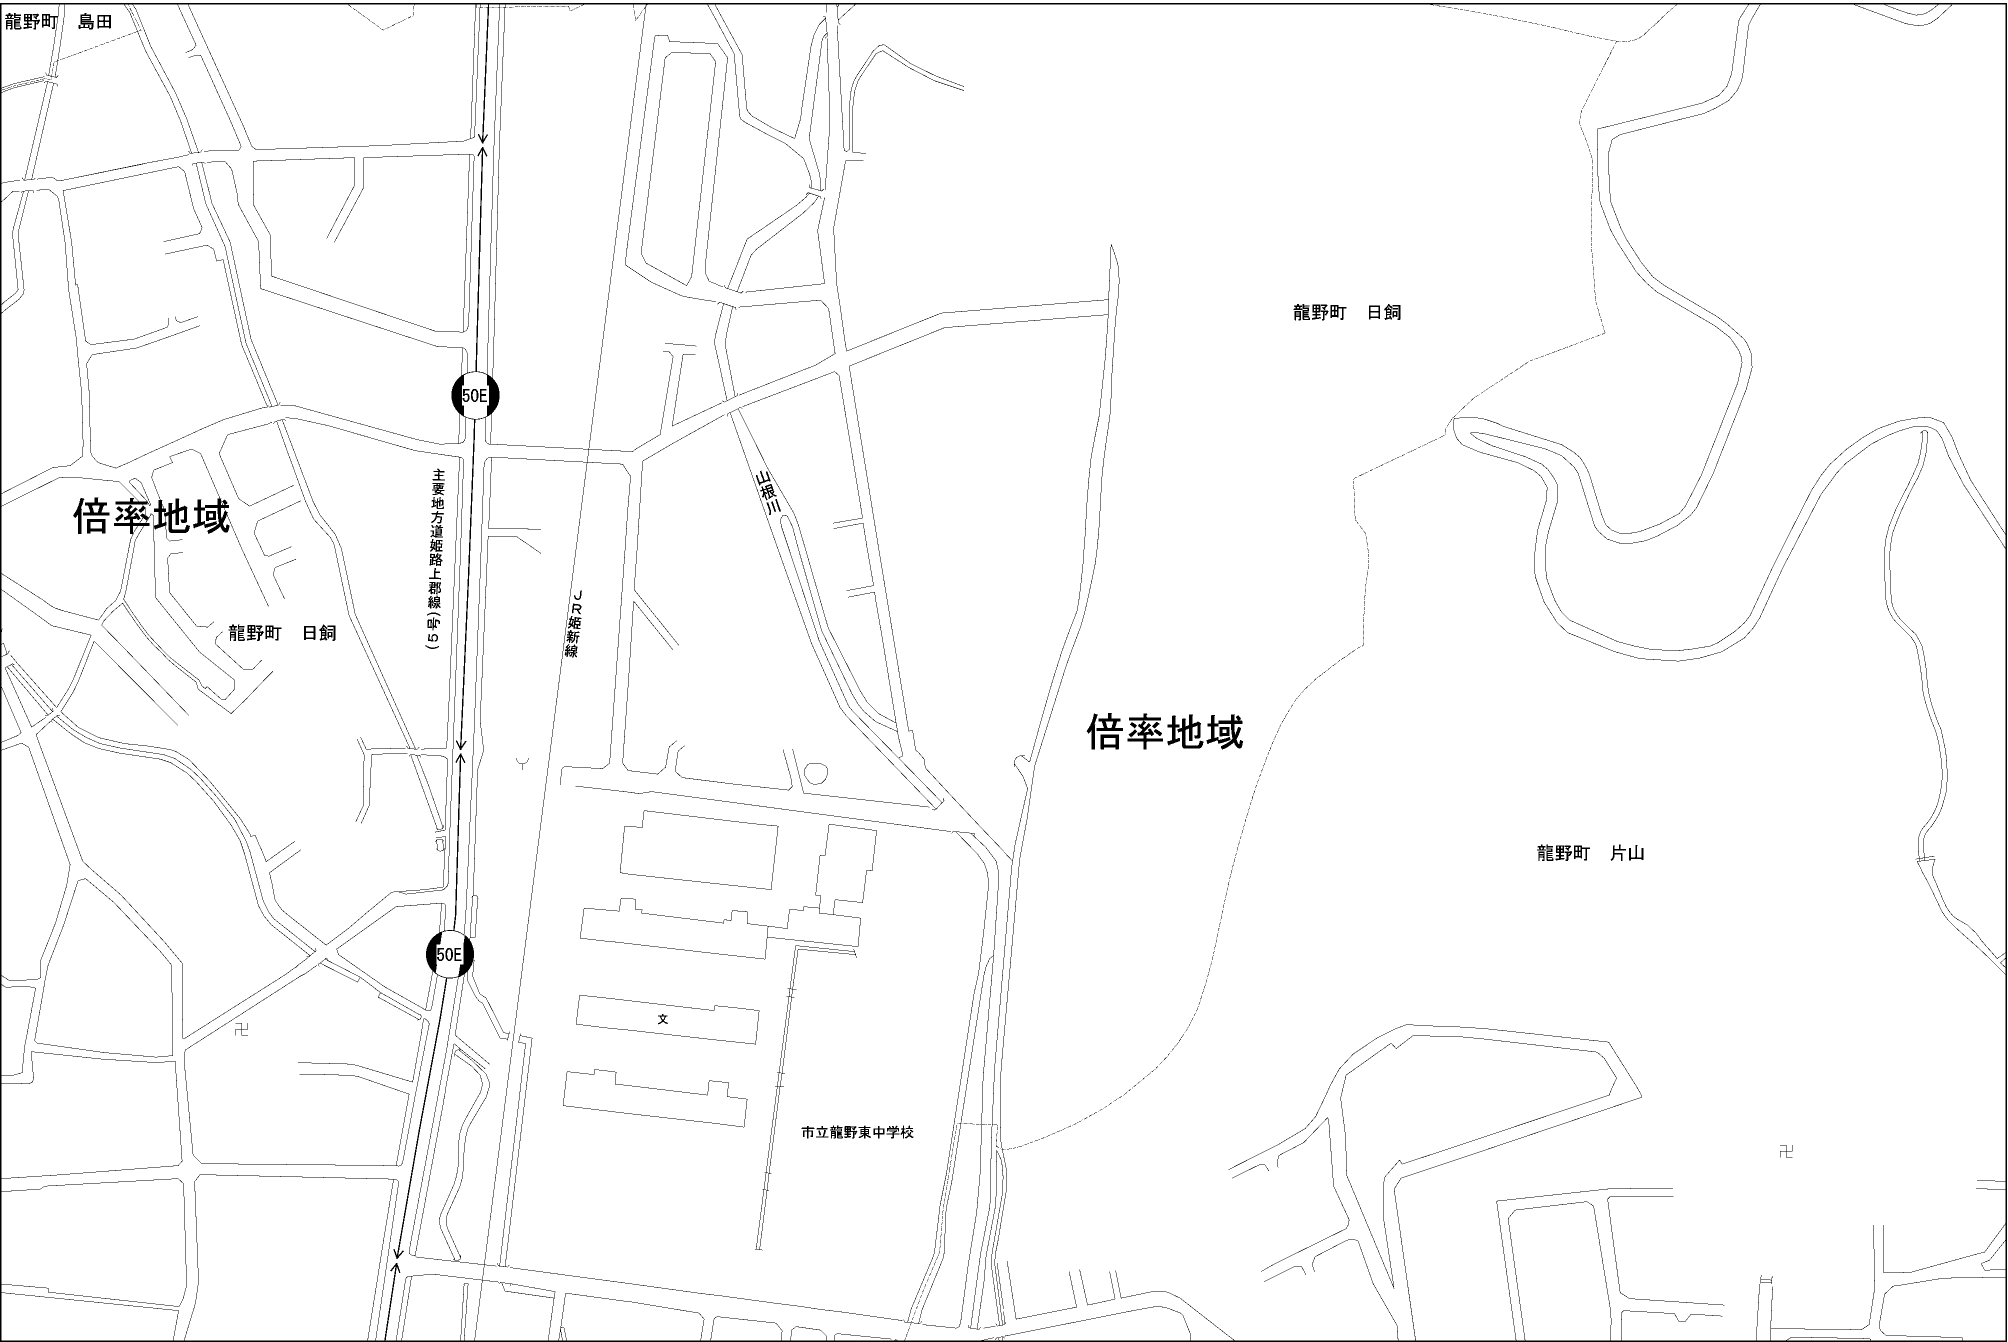 龍野町 島田
龍野町 日飼
50E
主要地方道姫路上郡線(5号)
山根川
倍率地域
JR姫新線
龍野町 日飼
倍率地域
龍野町 片山
50E
文
市立龍野東中学校